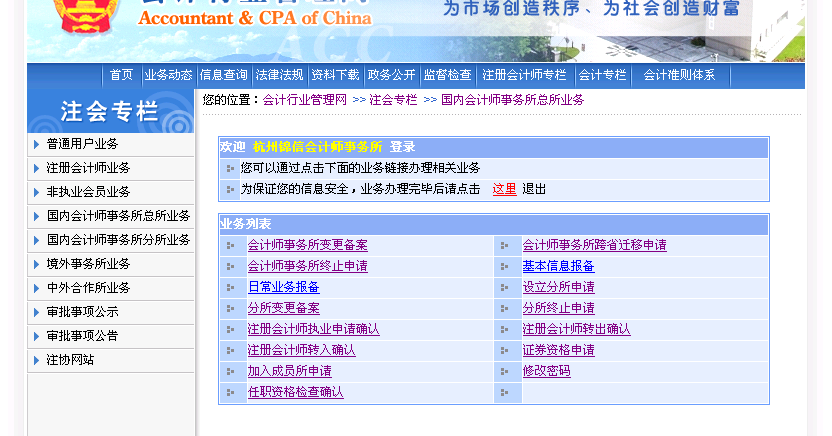 Accountant & CPA of China
为市场创造秩序、为社会创造财富
首页 业务动态 信息查询 法律法规 资料下载 政务公开 监督检查 注册会计师专栏 会计专栏 会计准则体系
注会专栏
您的位置：会计行业管理网 >> 注会专栏 >> 国内会计师事务所总所业务
普通用户业务
注册会计师业务
非执业会员业务
国内会计师事务所总所业务
国内会计师事务所分所业务
境外事务所业务
中外合作所业务
审批事项公示
审批事项公告
注协网站
欢迎 杭州锦信会计师事务所 登录
您可以通过点击下面的业务链接办理相关业务
为保证您的信息安全，业务办理完毕后请点击 这里 退出
业务列表
会计师事务所变更备案 会计师事务所跨省迁移申请
会计师事务所终止申请 基本信息报备
日常业务报备 设立分所申请
分所变更备案 分所终止申请
注册会计师执业申请确认 注册会计师转出确认
注册会计师转入确认 证券资格申请
加入成员所申请 修改密码
任职资格检查确认